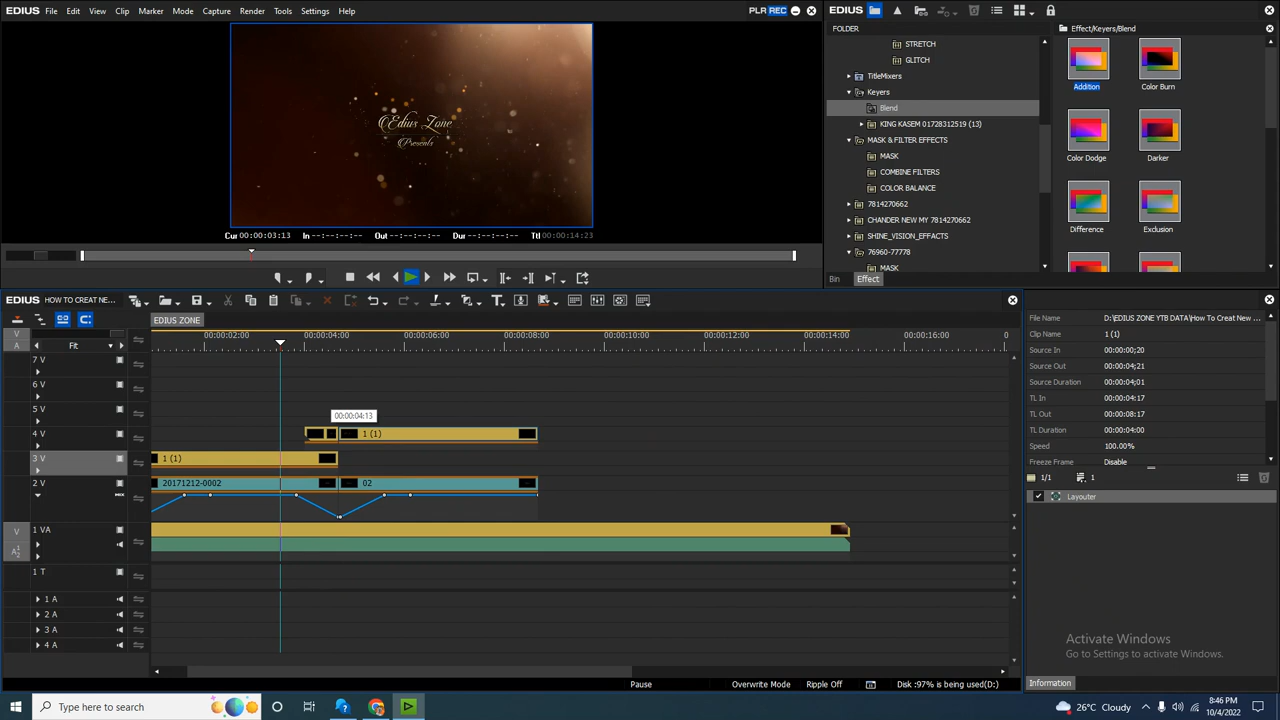 EDIUS File Edit View Clip Marker Mode Capture Render Tools Settings Help
PLR REC
Edius Zone
Presents
Cur 00:00:03:13 In --:--:--:-- Out --:--:--:-- Dur --:--:--:-- Ttl 00:00:14:23
EDIUS
FOLDER
STRETCH
GLITCH
TitleMixers
Keyers
Blend
KING KASEM 01728312519 (13)
MASK & FILTER EFFECTS
MASK
COMBINE FILTERS
COLOR BALANCE
7814270662
CHANDER NEW MY 7814270662
SHINE_VISION_EFFECTS
76960-77778
MASK
Bin Effect
Effect/Keyers/Blend
Addition Color Burn
Color Dodge Darker
Difference Exclusion
EDIUS HOW TO CREAT NE...
EDIUS ZONE
V
A
Fit
00:00:02:00 00:00:04:00 00:00:06:00 00:00:08:00 00:00:10:00 00:00:12:00 00:00:14:00 00:00:16:00 0
7 V
6 V
5 V
00:00:04:13
4 V 1 (1)
3 V 1 (1)
2 V 20171212-0002 02
V 1 VA
A1
A2
1 T
1 A
2 A
3 A
4 A
Pause Overwrite Mode Ripple Off Disk :97% is being used(D:)
File Name D:\EDIUS ZONE YTB DATA\How To Creat New ...
Clip Name 1 (1)
Source In 00:00:00;20
Source Out 00:00:04;21
Source Duration 00:00:04;01
TL In 00:00:04:17
TL Out 00:00:08:17
TL Duration 00:00:04:00
Speed 100.00%
Freeze Frame Disable
1/1 1
Layouter
Activate Windows
Go to Settings to activate Windows.
Information
Type here to search
26°C Cloudy
8:46 PM
10/4/2022